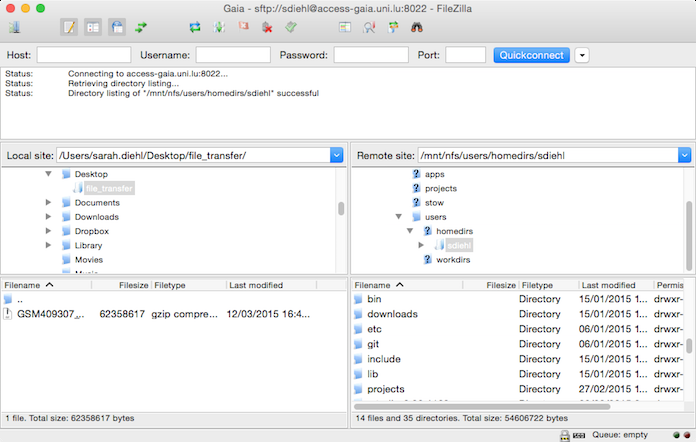 Gaia - sftp://sdiehl@access-gaia.uni.lu:8022 - FileZilla
Host: Username: Password: Port: Quickconnect
Status: Connecting to access-gaia.uni.lu:8022...
Status: Retrieving directory listing...
Status: Directory listing of "/mnt/nfs/users/homedirs/sdiehl" successful
Local site: /Users/sarah.diehl/Desktop/file_transfer/
Desktop
file_transfer
Documents
Downloads
Dropbox
Library
Movies
Remote site: /mnt/nfs/users/homedirs/sdiehl
apps
projects
stow
users
homedirs
sdiehl
workdirs
Filename Filesize Filetype Last modified
..
GSM409307_... 62358617 gzip compre... 12/03/2015 16:4...
1 file. Total size: 62358617 bytes
Filename Filesize Filetype Last modified Permis
bin Directory 15/01/2015 1... drwxr-
downloads Directory 15/01/2015 1... drwxr-
etc Directory 06/01/2015 1... drwxr-
git Directory 06/01/2015 1... drwxr-
include Directory 15/01/2015 1... drwxr-
lib Directory 15/01/2015 1... drwxr-
projects Directory 27/02/2015 1... drwxr-
14 files and 35 directories. Total size: 54606722 bytes
Queue: empty